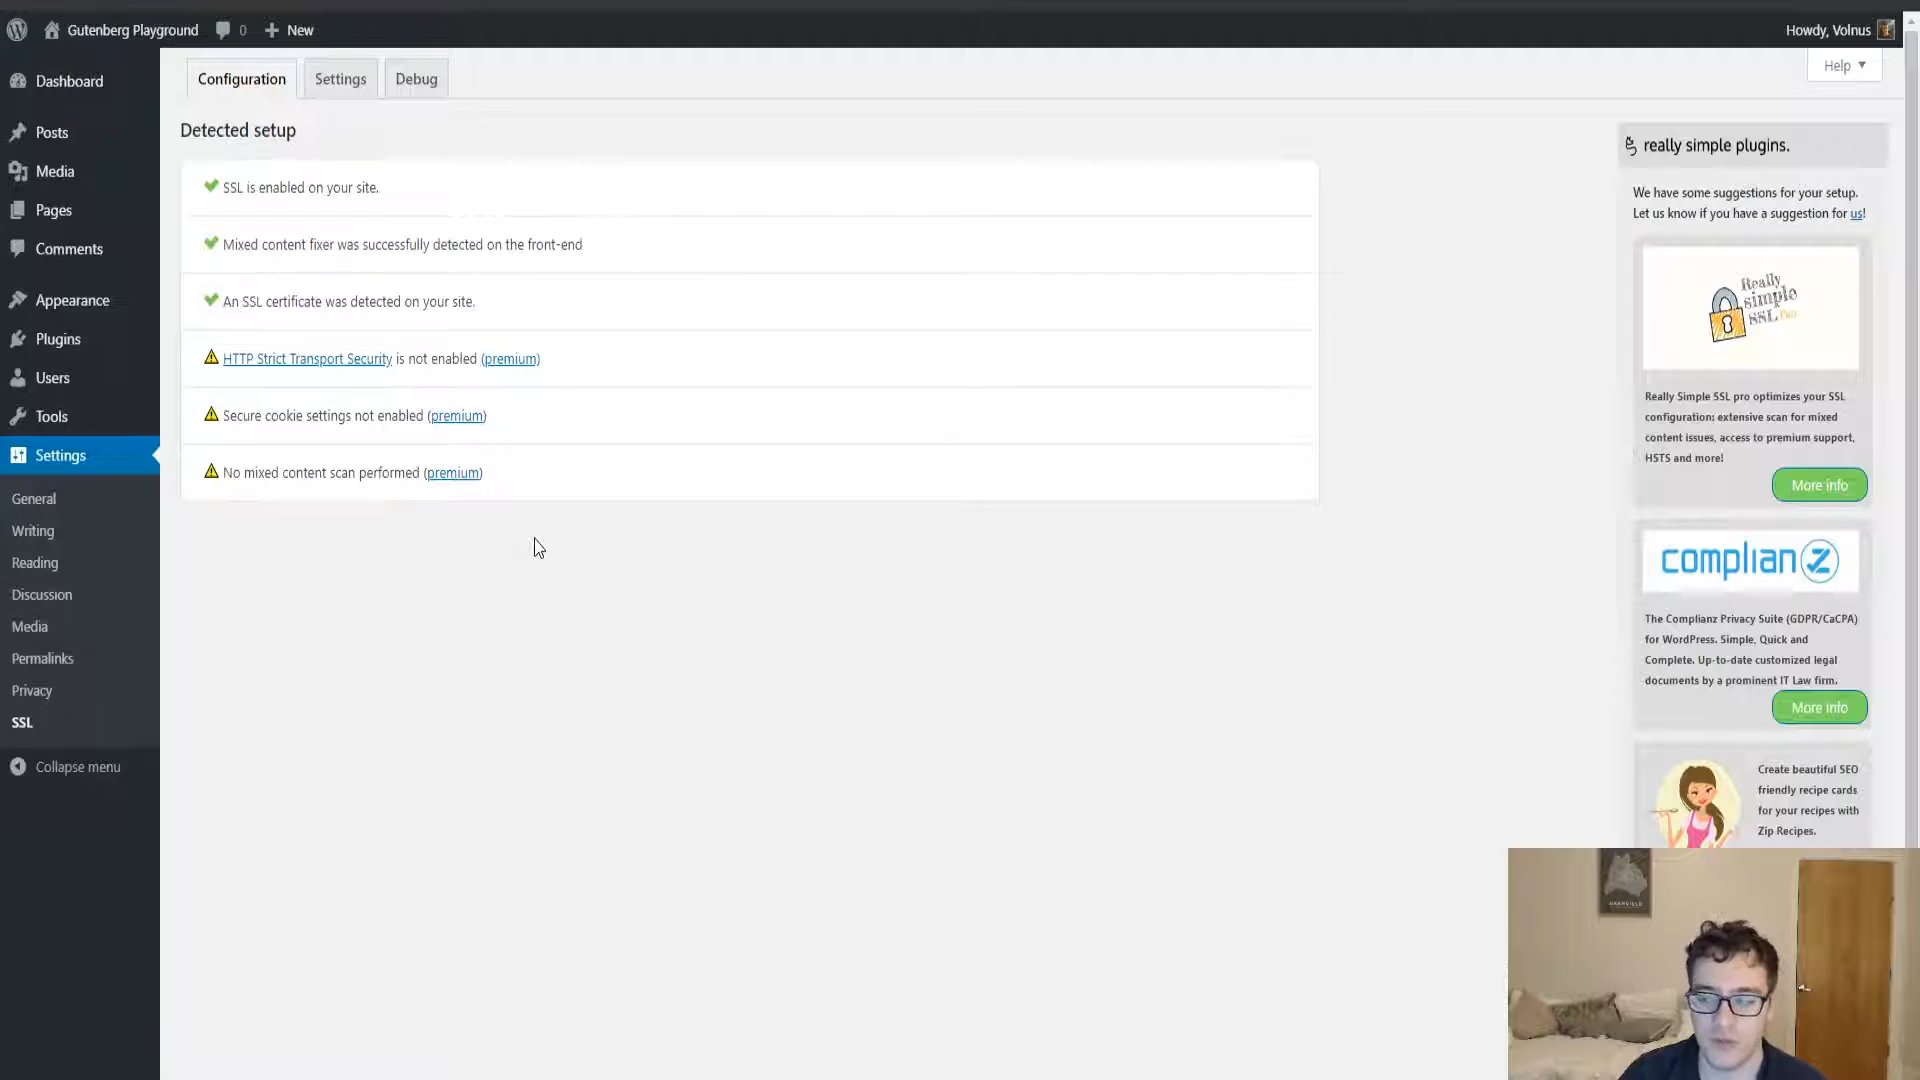 Gutenberg Playground
0
New
Howdy, Volnus
Dashboard
Posts
Media
Pages
Comments
Appearance
Plugins
Users
Tools
Settings
General
Writing
Reading
Discussion
Media
Permalinks
Privacy
SSL
Collapse menu
Configuration
Settings
Debug
Help
Detected setup
SSL is enabled on your site.
Mixed content fixer was successfully detected on the front-end
An SSL certificate was detected on your site.
HTTP Strict Transport Security is not enabled (premium)
Secure cookie settings not enabled (premium)
No mixed content scan performed (premium)
really simple plugins.
We have some suggestions for your setup.
Let us know if you have a suggestion for us!
Really
simple
SSL Pro
Really Simple SSL pro optimizes your SSL
configuration: extensive scan for mixed
content issues, access to premium support,
HSTS and more!
More info
complianz
The Complianz Privacy Suite (GDPR/CaCPA)
for WordPress. Simple, Quick and
Complete. Up-to-date customized legal
documents by a prominent IT Law firm.
More info
Create beautiful SEO
friendly recipe cards
for your recipes with
Zip Recipes.
NASHVILLE